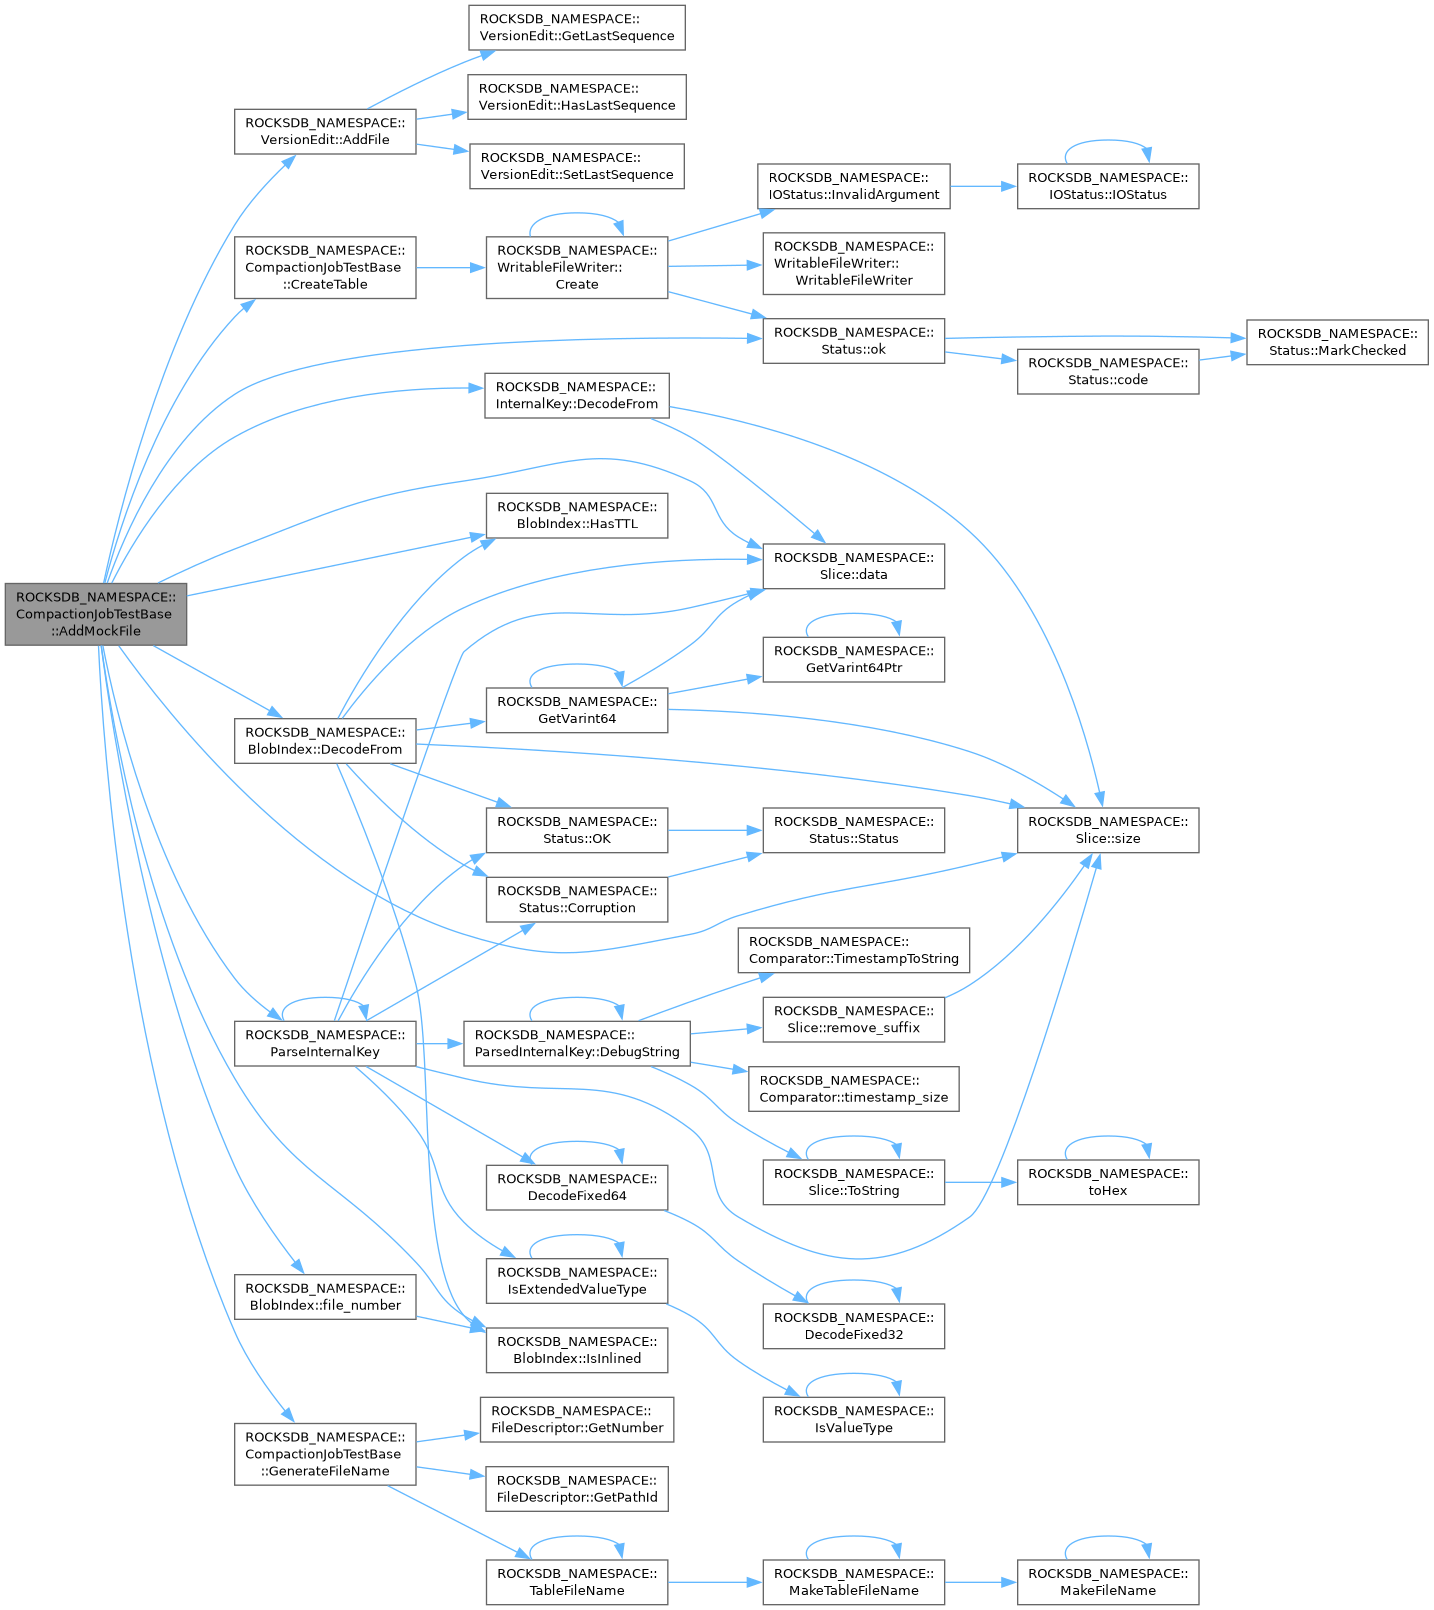 ROCKSDB_NAMESPACE::
VersionEdit::GetLastSequence
ROCKSDB_NAMESPACE::
VersionEdit::HasLastSequence
ROCKSDB_NAMESPACE::
VersionEdit::AddFile
ROCKSDB_NAMESPACE::
VersionEdit::SetLastSequence
ROCKSDB_NAMESPACE::
IOStatus::InvalidArgument
ROCKSDB_NAMESPACE::
IOStatus::IOStatus
ROCKSDB_NAMESPACE::
CompactionJobTestBase
::CreateTable
ROCKSDB_NAMESPACE::
WritableFileWriter::
Create
ROCKSDB_NAMESPACE::
WritableFileWriter::
WritableFileWriter
ROCKSDB_NAMESPACE::
Status::ok
ROCKSDB_NAMESPACE::
Status::MarkChecked
ROCKSDB_NAMESPACE::
Status::code
ROCKSDB_NAMESPACE::
InternalKey::DecodeFrom
ROCKSDB_NAMESPACE::
BlobIndex::HasTTL
ROCKSDB_NAMESPACE::
Slice::data
ROCKSDB_NAMESPACE::
CompactionJobTestBase
::AddMockFile
ROCKSDB_NAMESPACE::
GetVarint64Ptr
ROCKSDB_NAMESPACE::
GetVarint64
ROCKSDB_NAMESPACE::
BlobIndex::DecodeFrom
ROCKSDB_NAMESPACE::
Status::OK
ROCKSDB_NAMESPACE::
Status::Status
ROCKSDB_NAMESPACE::
Slice::size
ROCKSDB_NAMESPACE::
Status::Corruption
ROCKSDB_NAMESPACE::
Comparator::TimestampToString
ROCKSDB_NAMESPACE::
Slice::remove_suffix
ROCKSDB_NAMESPACE::
ParseInternalKey
ROCKSDB_NAMESPACE::
ParsedInternalKey::DebugString
ROCKSDB_NAMESPACE::
Comparator::timestamp_size
ROCKSDB_NAMESPACE::
DecodeFixed64
ROCKSDB_NAMESPACE::
Slice::ToString
ROCKSDB_NAMESPACE::
toHex
ROCKSDB_NAMESPACE::
IsExtendedValueType
ROCKSDB_NAMESPACE::
BlobIndex::file_number
ROCKSDB_NAMESPACE::
DecodeFixed32
ROCKSDB_NAMESPACE::
BlobIndex::IsInlined
ROCKSDB_NAMESPACE::
IsValueType
ROCKSDB_NAMESPACE::
FileDescriptor::GetNumber
ROCKSDB_NAMESPACE::
CompactionJobTestBase
::GenerateFileName
ROCKSDB_NAMESPACE::
FileDescriptor::GetPathId
ROCKSDB_NAMESPACE::
TableFileName
ROCKSDB_NAMESPACE::
MakeTableFileName
ROCKSDB_NAMESPACE::
MakeFileName